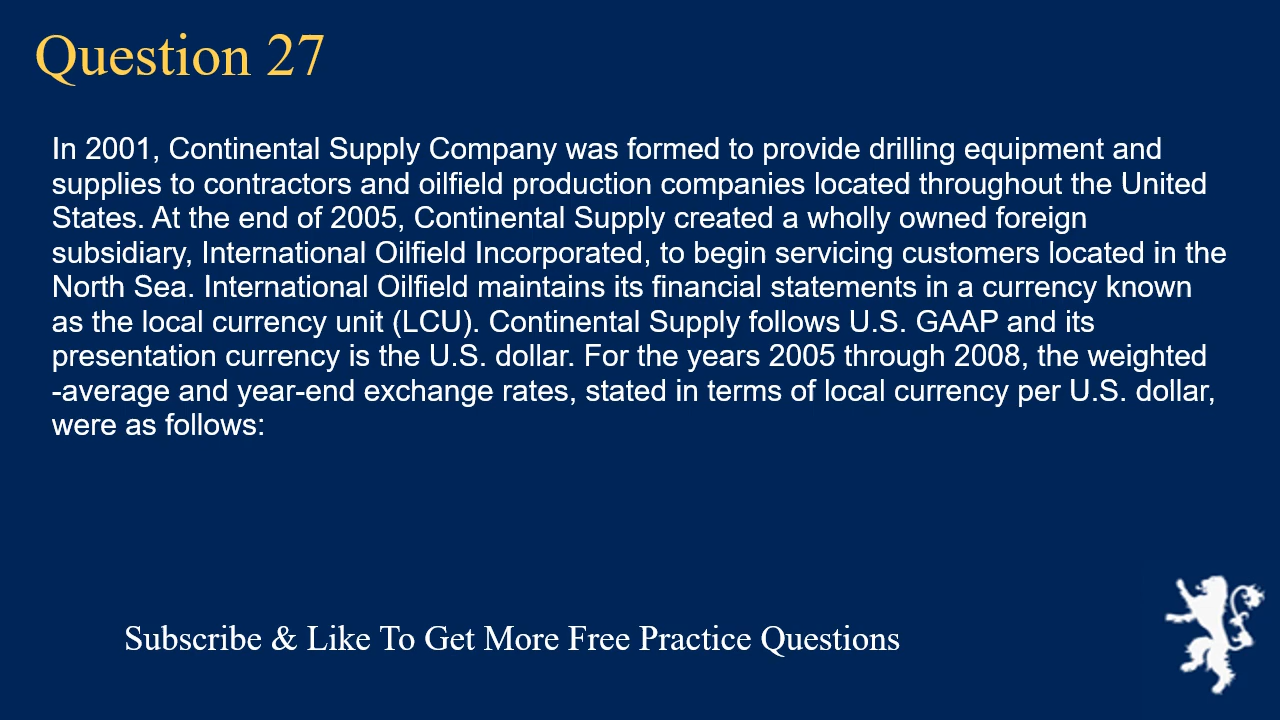 Question 27
In 2001, Continental Supply Company was formed to provide drilling equipment and
supplies to contractors and oilfield production companies located throughout the United
States. At the end of 2005, Continental Supply created a wholly owned foreign
subsidiary, International Oilfield Incorporated, to begin servicing customers located in the
North Sea. International Oilfield maintains its financial statements in a currency known
as the local currency unit (LCU). Continental Supply follows U.S. GAAP and its
presentation currency is the U.S. dollar. For the years 2005 through 2008, the weighted
-average and year-end exchange rates, stated in terms of local currency per U.S. dollar,
were as follows:
Subscribe & Like To Get More Free Practice Questions